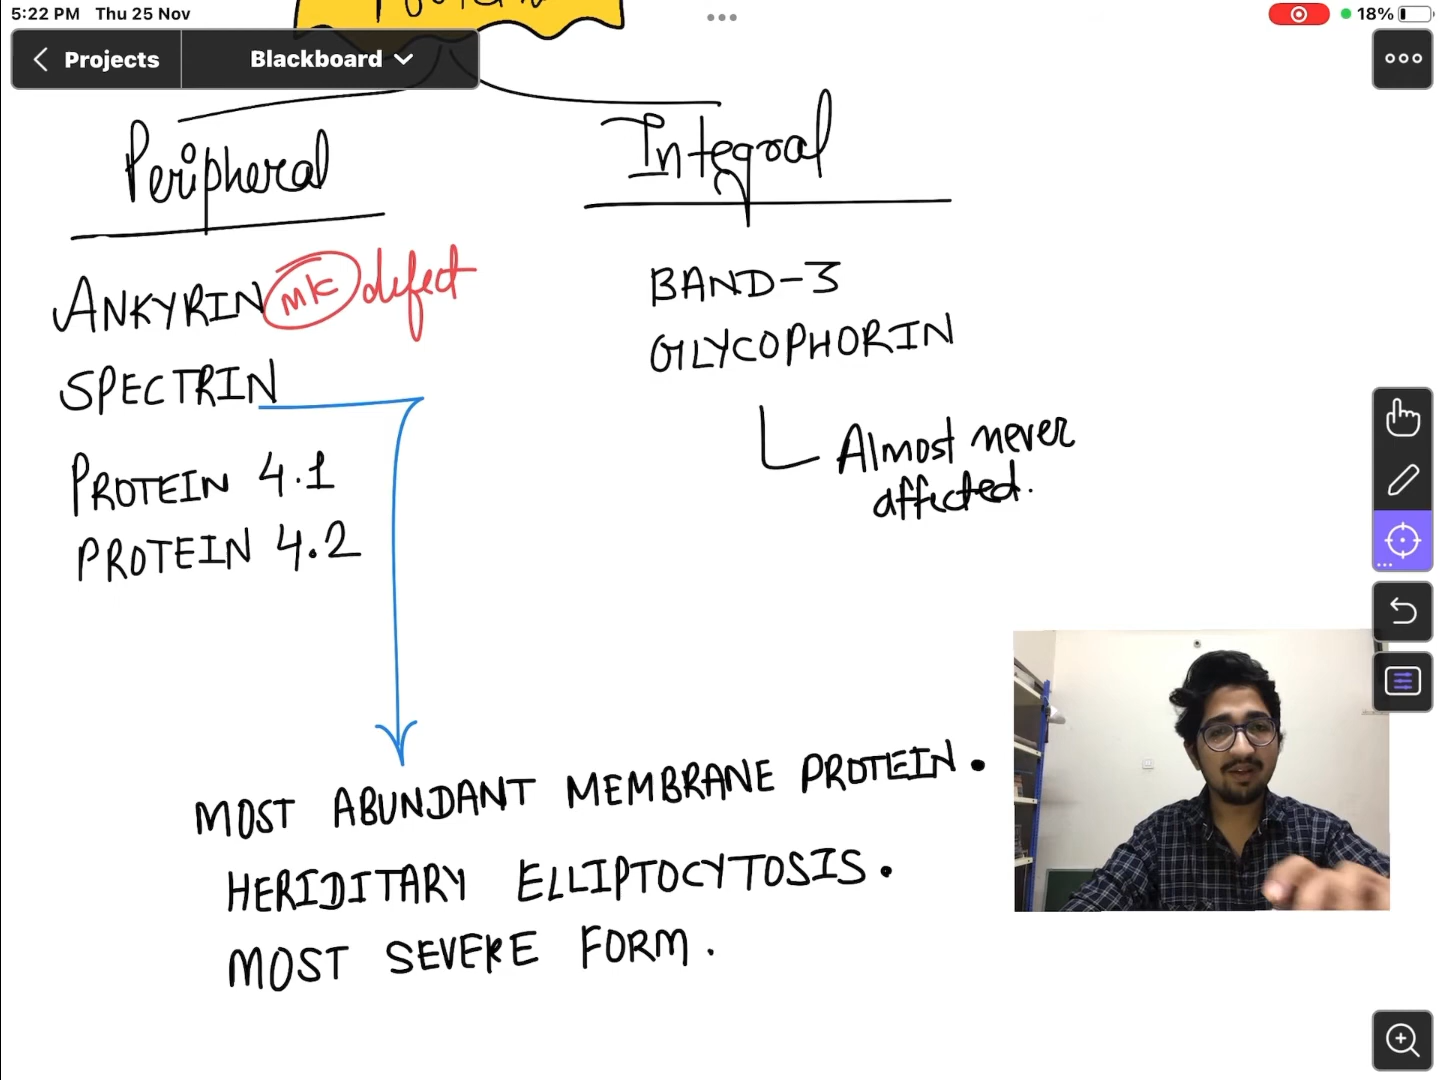 5:22 PM Thu 25 Nov
18%
Projects
Blackboard
Peripheral
Integral
ANKYRIN MK defect
SPECTRIN
PROTEIN 4.1
PROTEIN 4.2
BAND-3
GLYCOPHORIN
Almost never
affected.
MOST ABUNDANT MEMBRANE PROTEIN.
HERIDITARY ELLIPTOCYTOSIS.
MOST SEVERE FORM.